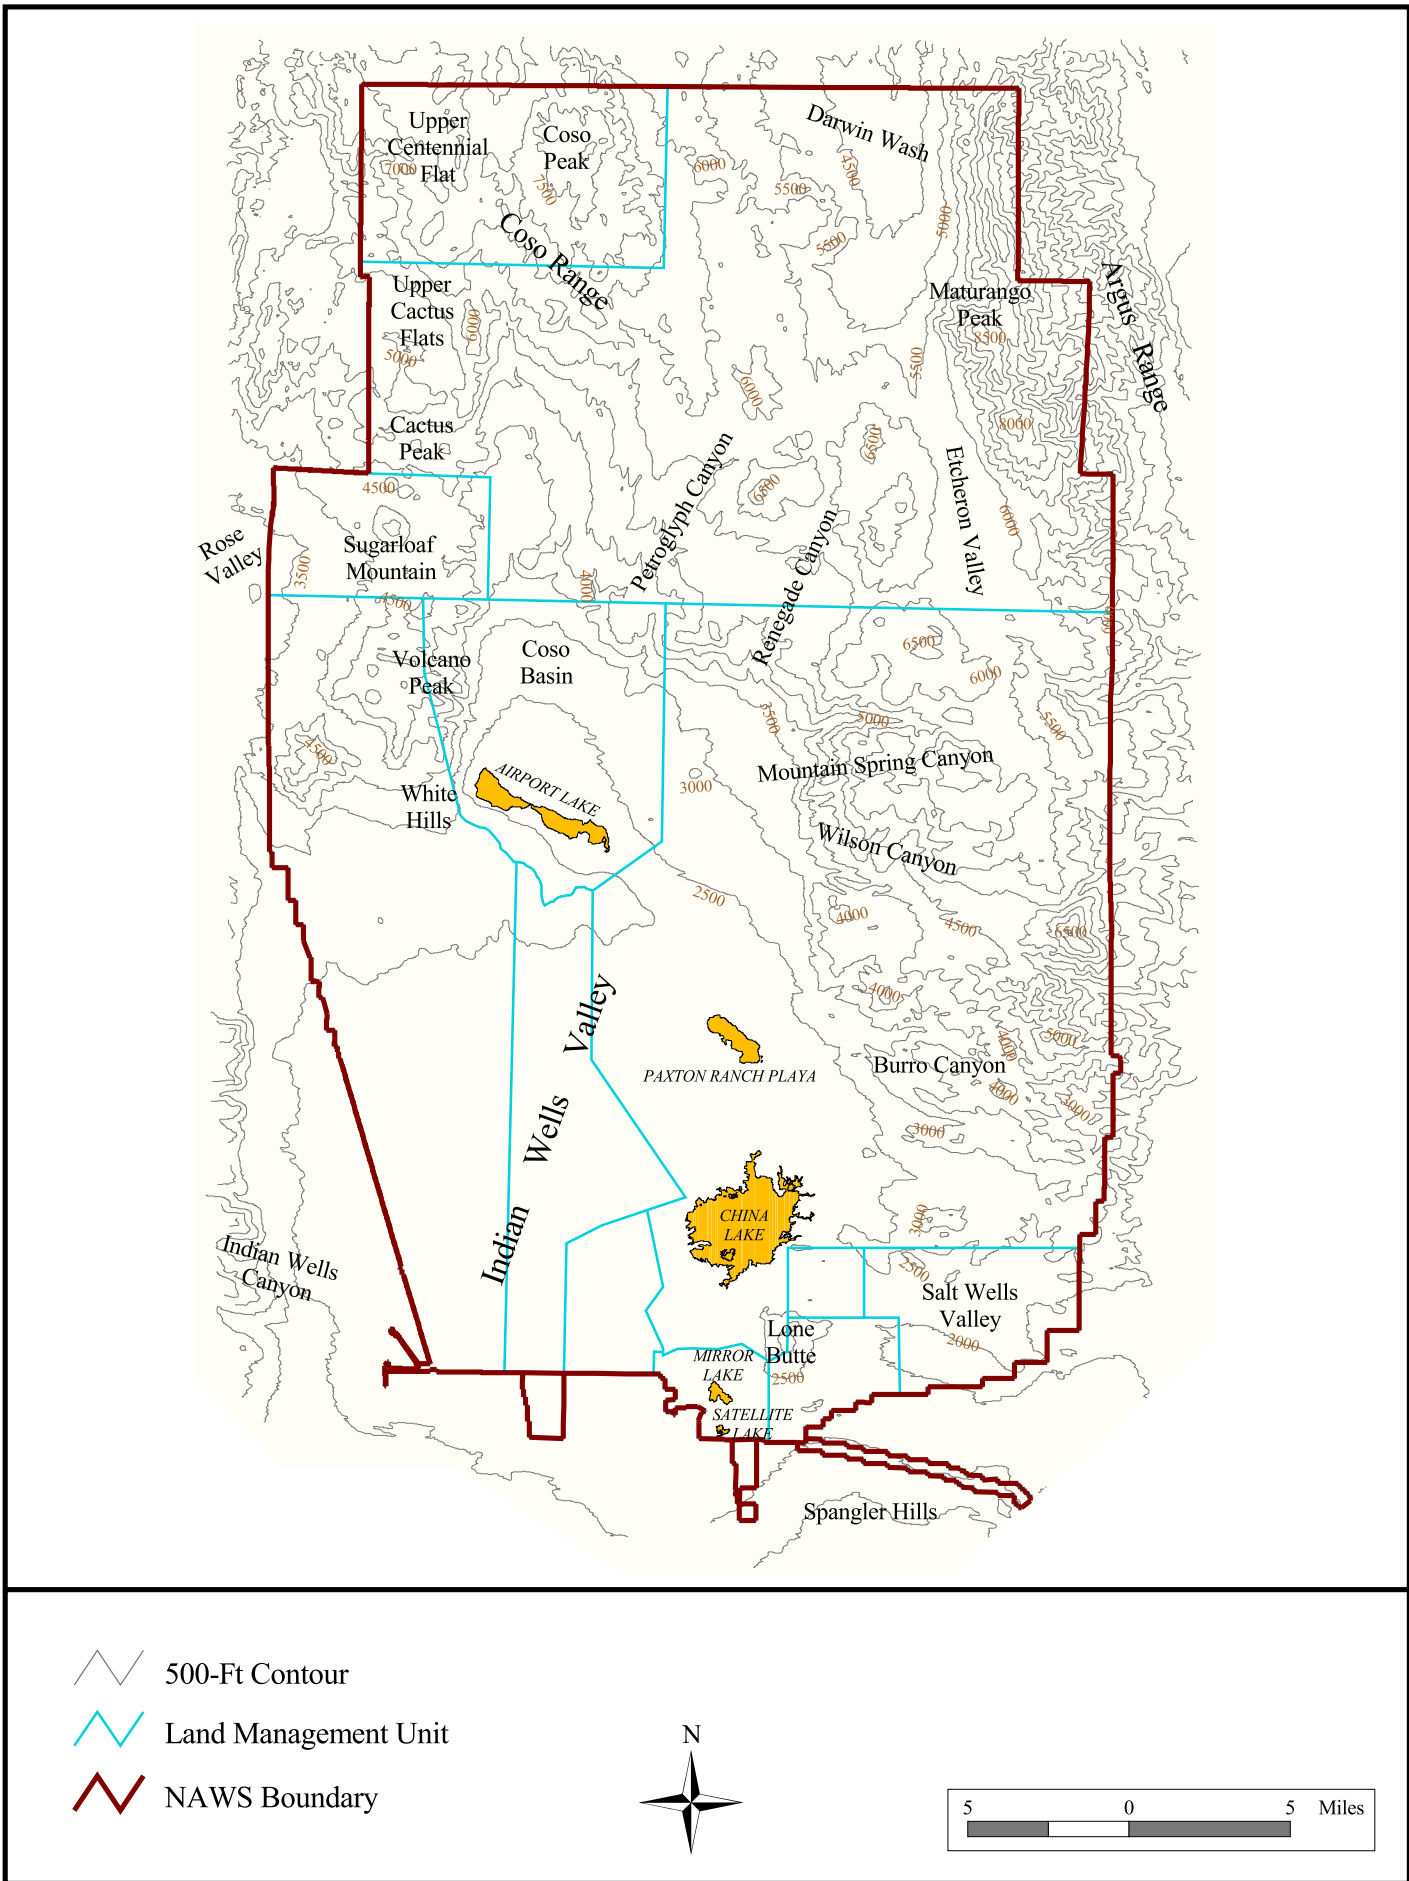 Upper
Centennial
Flat
7000
Coso
Peak
7500
6000
5500
Darwin Wash
4500
5500
5000
Coso Range
Upper
Cactus
Flats
6000
5000
Maturango
Peak
8500
Argus Range
5500
6000
8000
Cactus
Peak
4500
6500
6500
Petroglyph Canyon
Renegade Canyon
Etcheron Valley
6000
Rose
Valley
3500
Sugarloaf
Mountain
4500
4000
Volcano
Peak
Coso
Basin
6500
6000
3500
5000
5500
4500
AIRPORT LAKE
White
Hills
3000
Mountain Spring Canyon
Wilson Canyon
2500
4000
4500
6500
4000
4000
5000
Indian Wells Valley
PAXTON RANCH PLAYA
Burro Canyon
4000
3000
3000
CHINA
LAKE
3000
Indian Wells
Canyon
2500
Salt Wells
Valley
2000
Lone
Butte
2500
MIRROR
LAKE
SATELLITE
LAKE
Spangler Hills
500-Ft Contour
Land Management Unit
NAWS Boundary
N
5 0 5 Miles